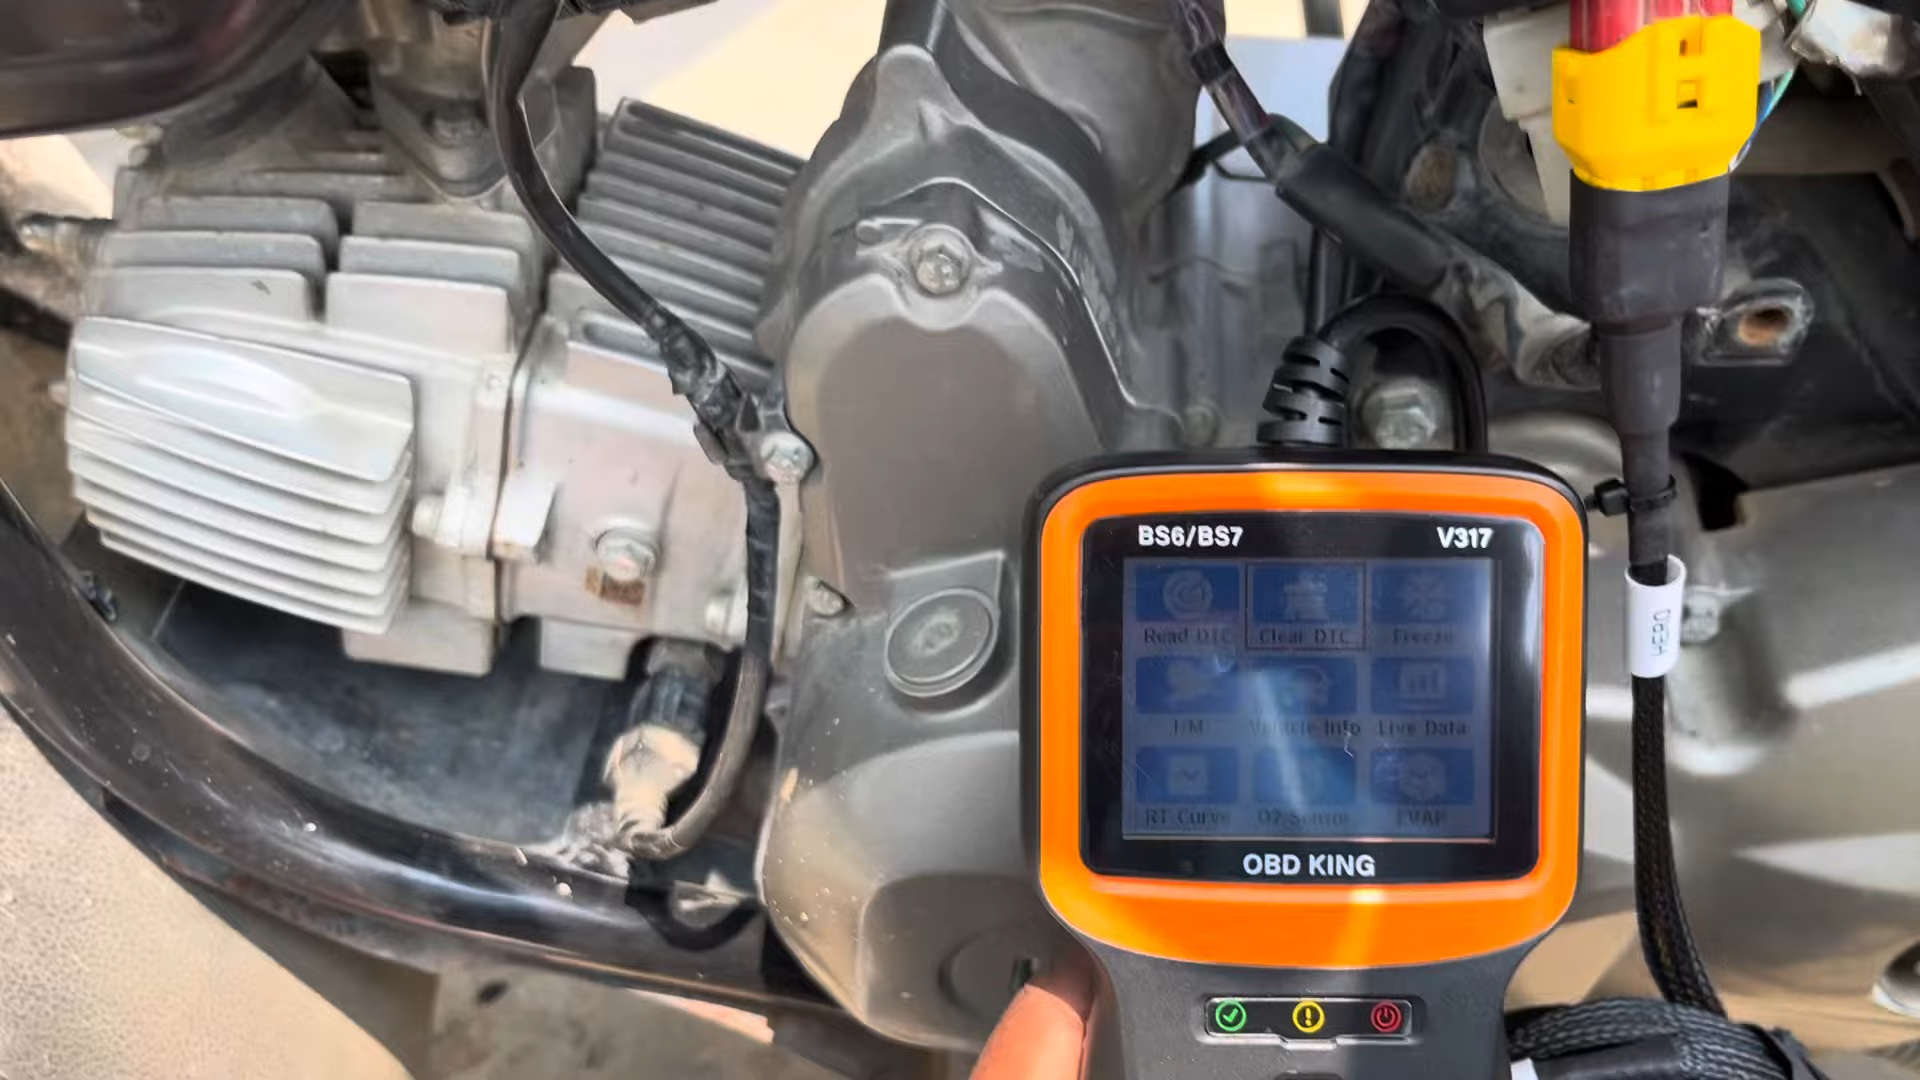 BS6/BS7 V317
Read DTC Clear DTC Freeze
I/M Vehicle Info Live Data
RT Curve O2 Sensor EVAP
OBD KING
HERO